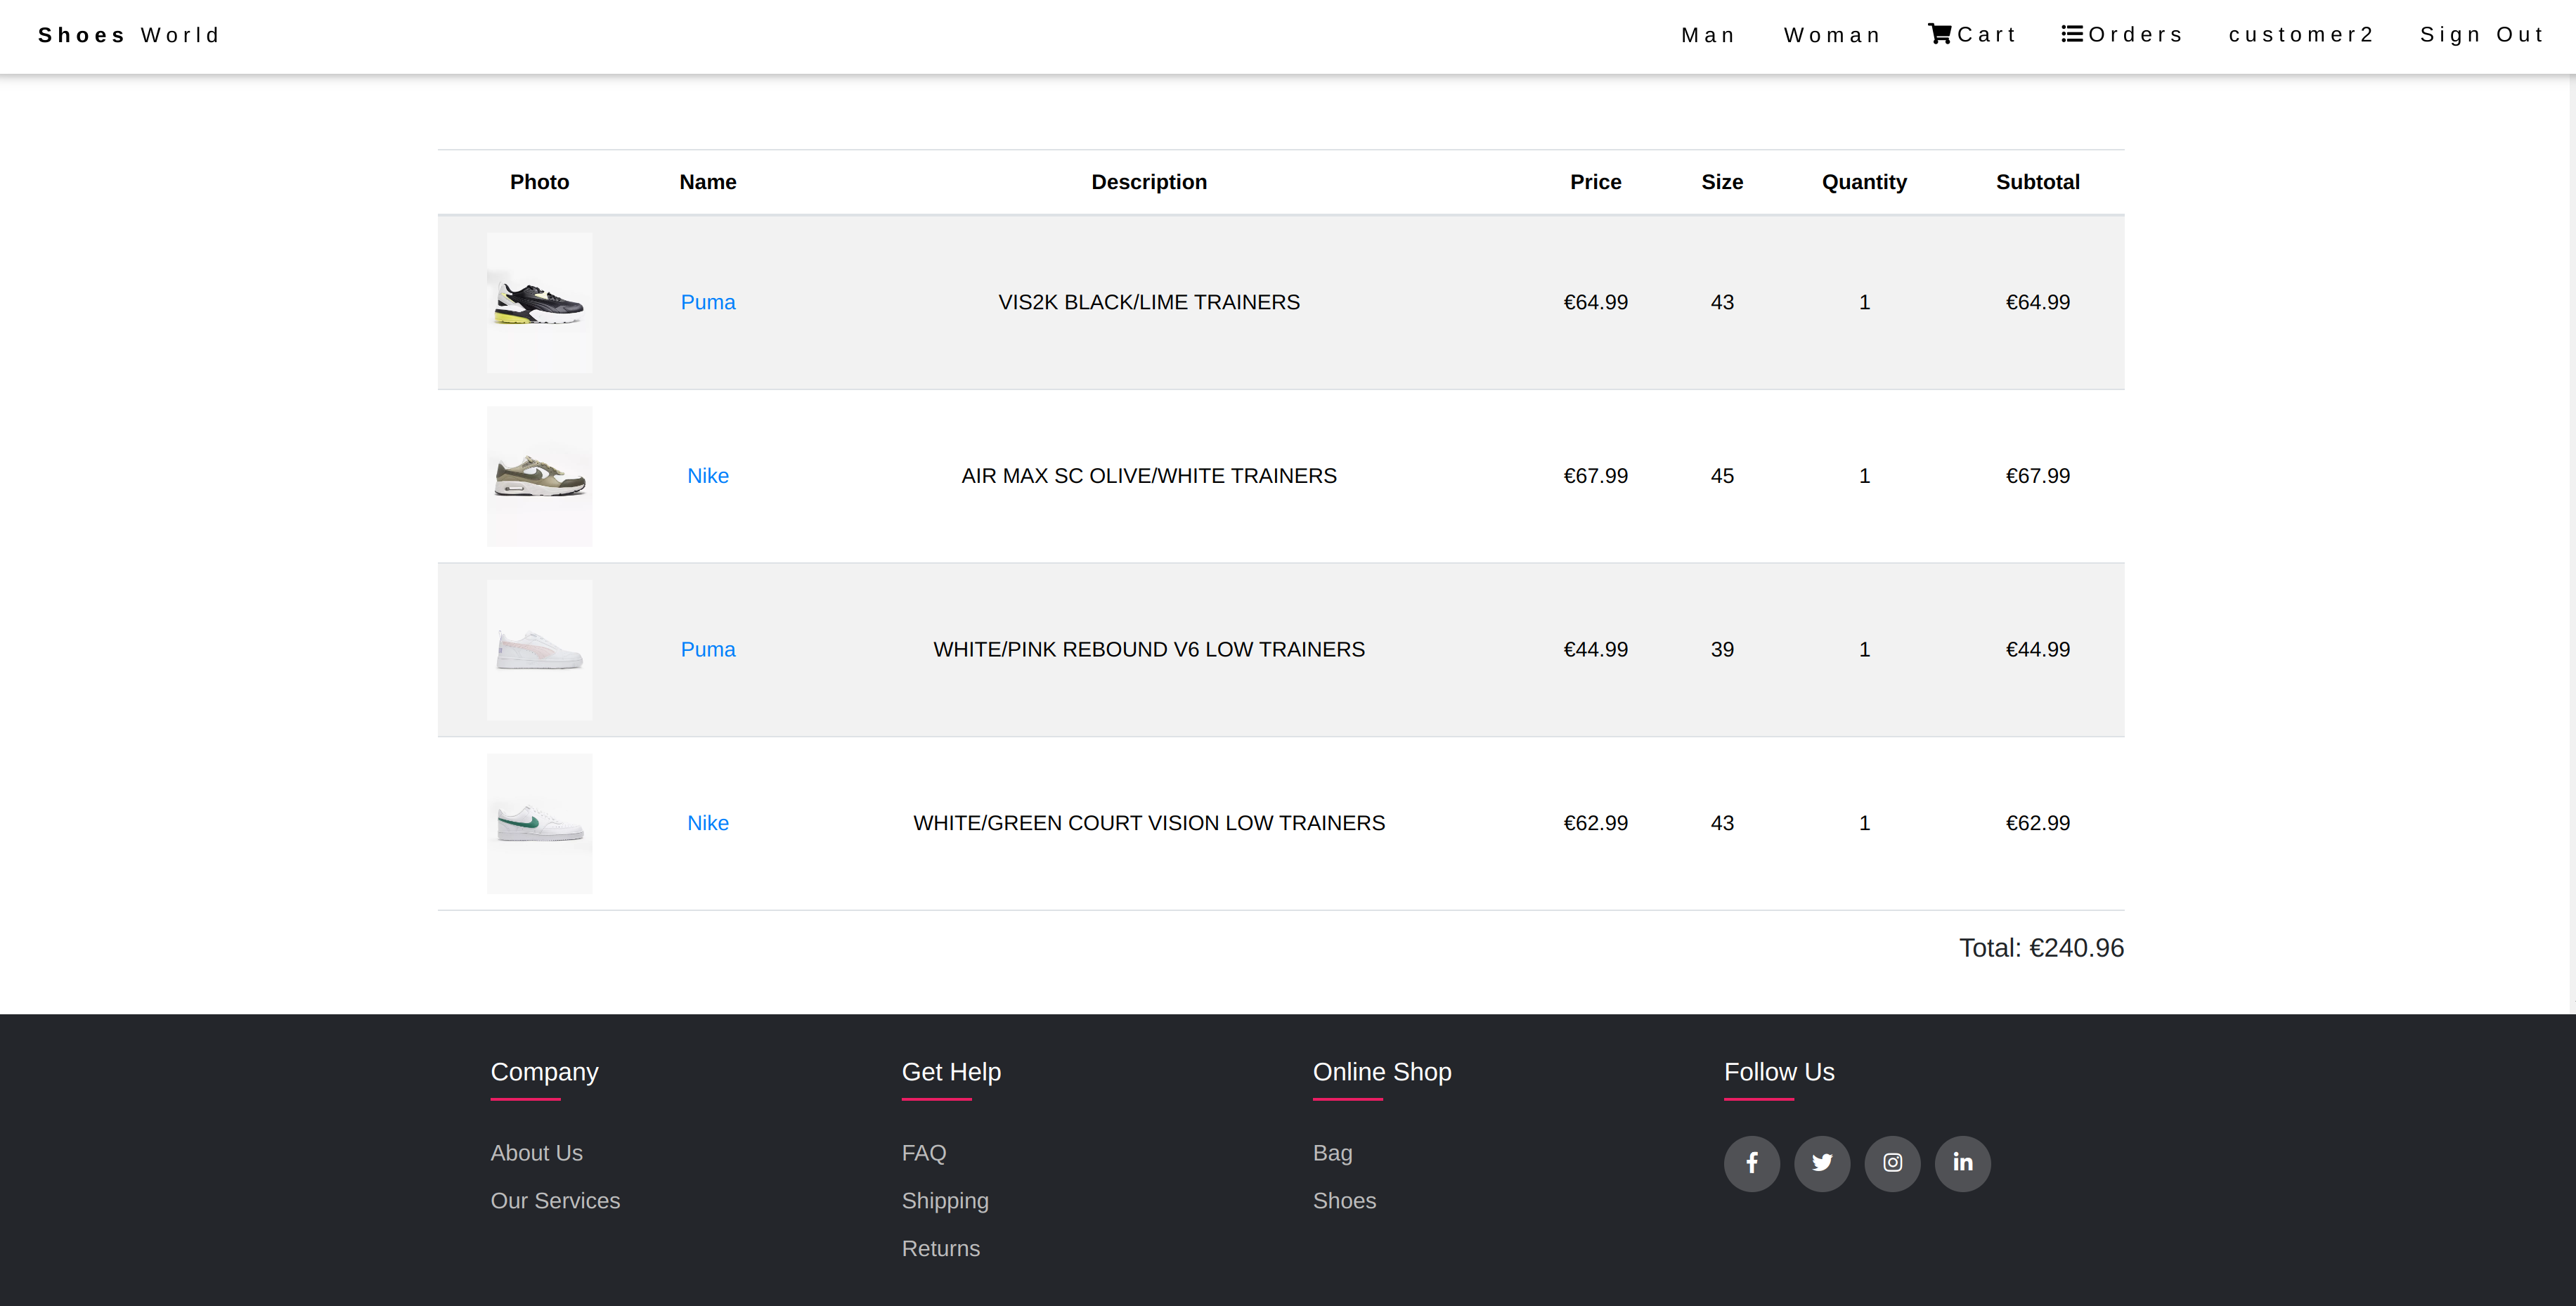 Shoes World Man Woman Cart Orders customer2 Sign Out
Photo Name Description Price Size Quantity Subtotal
Puma VIS2K BLACK/LIME TRAINERS €64.99 43 1 €64.99
Nike AIR MAX SC OLIVE/WHITE TRAINERS €67.99 45 1 €67.99
Puma WHITE/PINK REBOUND V6 LOW TRAINERS €44.99 39 1 €44.99
Nike WHITE/GREEN COURT VISION LOW TRAINERS €62.99 43 1 €62.99
Total: €240.96
Company Get Help Online Shop Follow Us
About Us FAQ Bag
Our Services Shipping Shoes
Returns